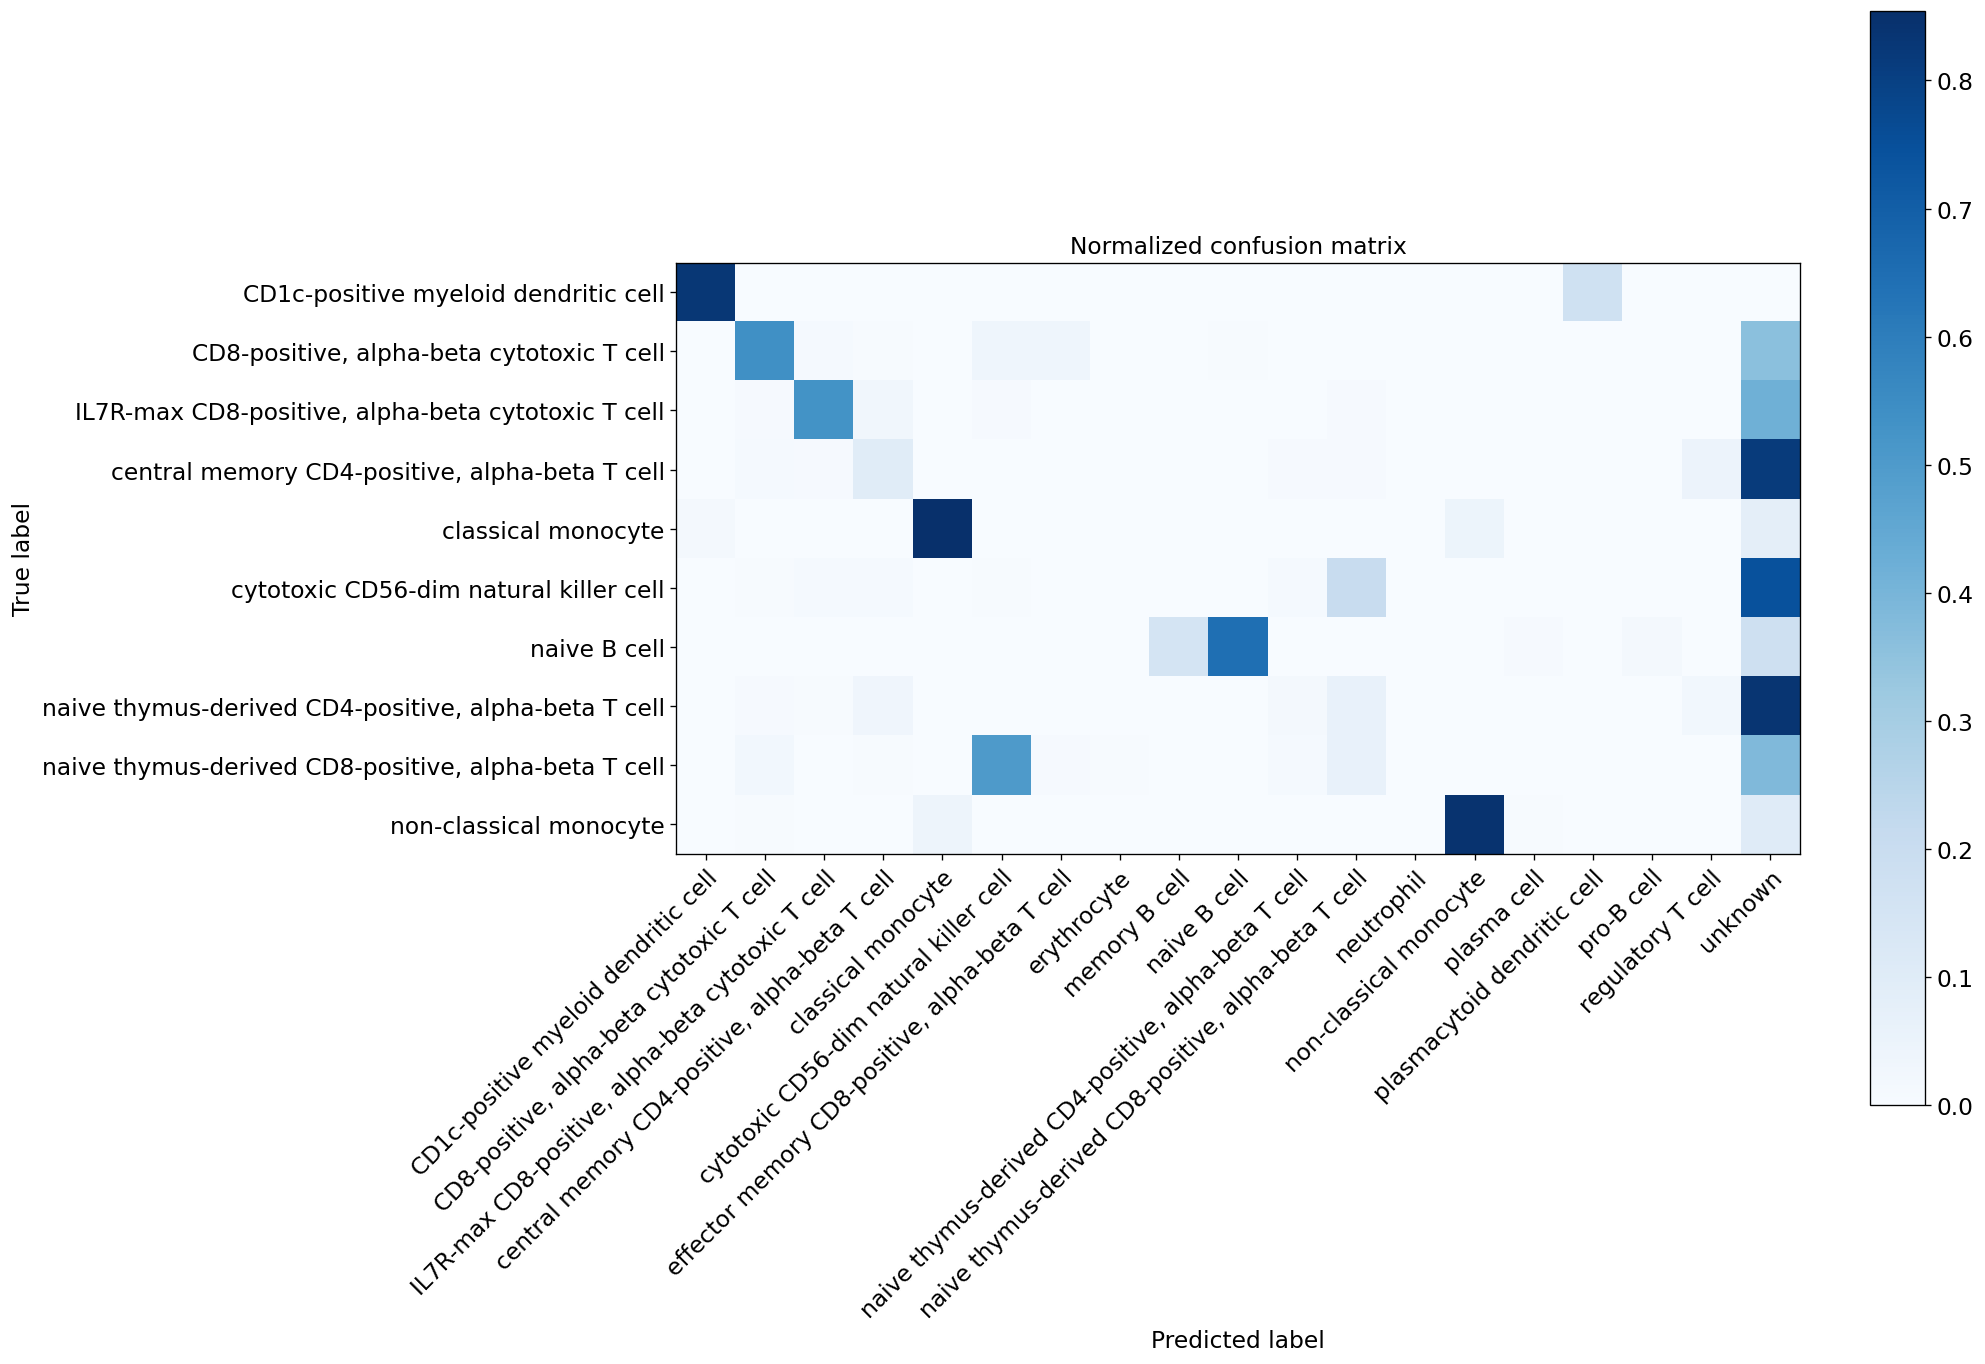 Normalized confusion matrix
True label
CD1c-positive myeloid dendritic cell
CD8-positive, alpha-beta cytotoxic T cell
IL7R-max CD8-positive, alpha-beta cytotoxic T cell
central memory CD4-positive, alpha-beta T cell
classical monocyte
cytotoxic CD56-dim natural killer cell
naive B cell
naive thymus-derived CD4-positive, alpha-beta T cell
naive thymus-derived CD8-positive, alpha-beta T cell
non-classical monocyte
CD1c-positive myeloid dendritic cell
CD8-positive, alpha-beta cytotoxic T cell
IL7R-max CD8-positive, alpha-beta cytotoxic T cell
central memory CD4-positive, alpha-beta T cell
classical monocyte
cytotoxic CD56-dim natural killer cell
effector memory CD8-positive, alpha-beta T cell
erythrocyte
memory B cell
naive B cell
naive thymus-derived CD4-positive, alpha-beta T cell
naive thymus-derived CD8-positive, alpha-beta T cell
neutrophil
non-classical monocyte
plasma cell
plasmacytoid dendritic cell
pro-B cell
regulatory T cell
unknown
Predicted label
0.8
0.7
0.6
0.5
0.4
0.3
0.2
0.1
0.0